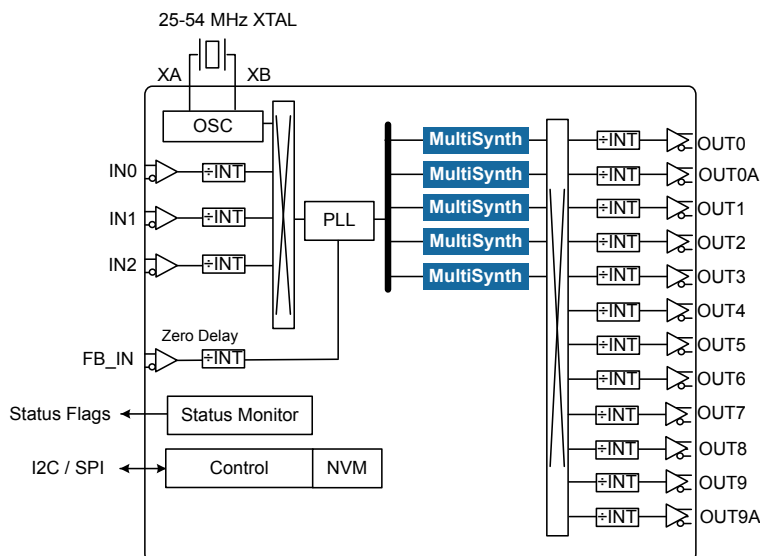 25-54 MHz XTAL
XA
XB
OSC
IN0
÷INT
IN1
÷INT
IN2
÷INT
PLL
Zero Delay
FB_IN
÷INT
Status Flags
Status Monitor
I2C / SPI
Control
NVM
MultiSynth
MultiSynth
MultiSynth
MultiSynth
MultiSynth
÷INT
OUT0
÷INT
OUT0A
÷INT
OUT1
÷INT
OUT2
÷INT
OUT3
÷INT
OUT4
÷INT
OUT5
÷INT
OUT6
÷INT
OUT7
÷INT
OUT8
÷INT
OUT9
÷INT
OUT9A